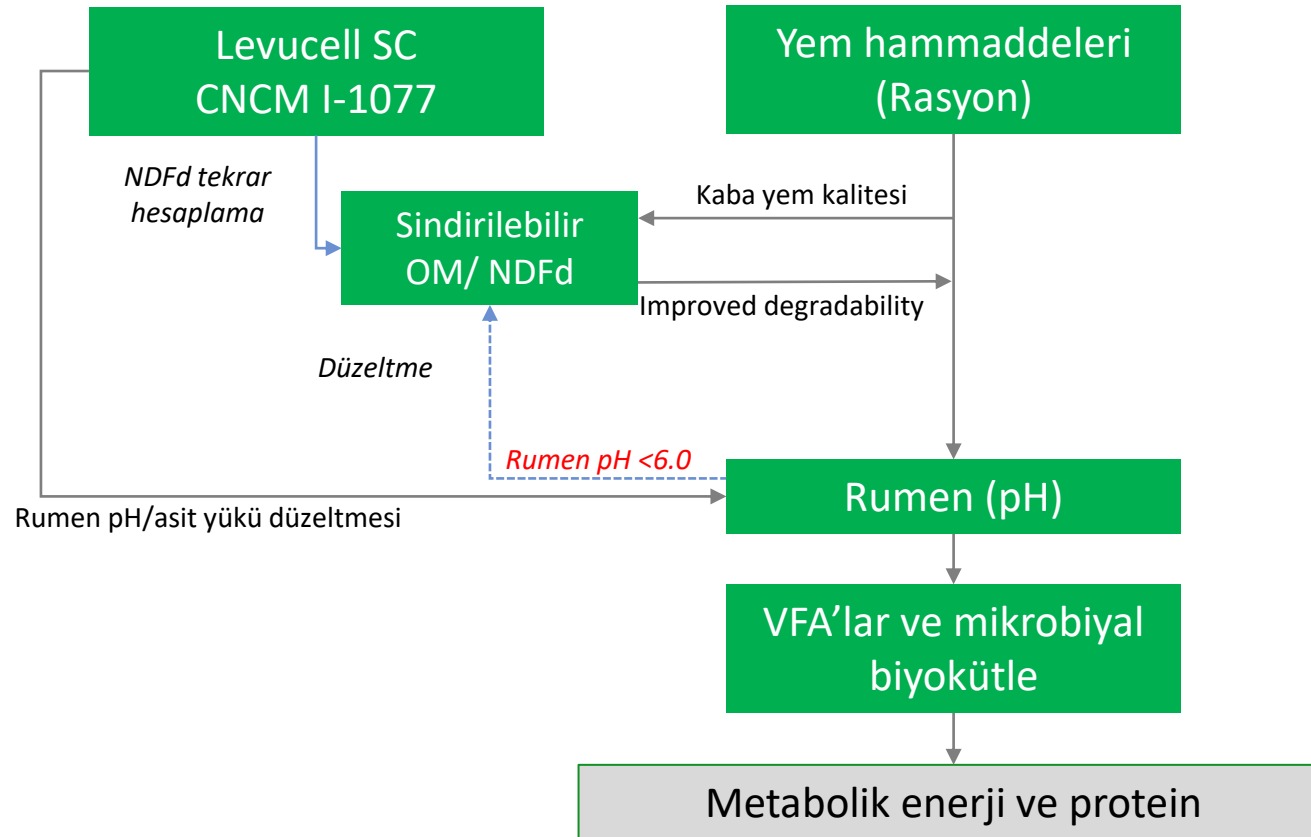 Levucell SC
CNCM I-1077
Yem hammaddeleri
(Rasyon)
NDFd tekrar
hesaplama
Kaba yem kalitesi
Sindirilebilir
OM/ NDFd
Improved degradability
Düzeltme
Rumen pH <6.0
Rumen (pH)
Rumen pH/asit yükü düzeltmesi
VFA’lar ve mikrobiyal
biyokütle
Metabolik enerji ve protein